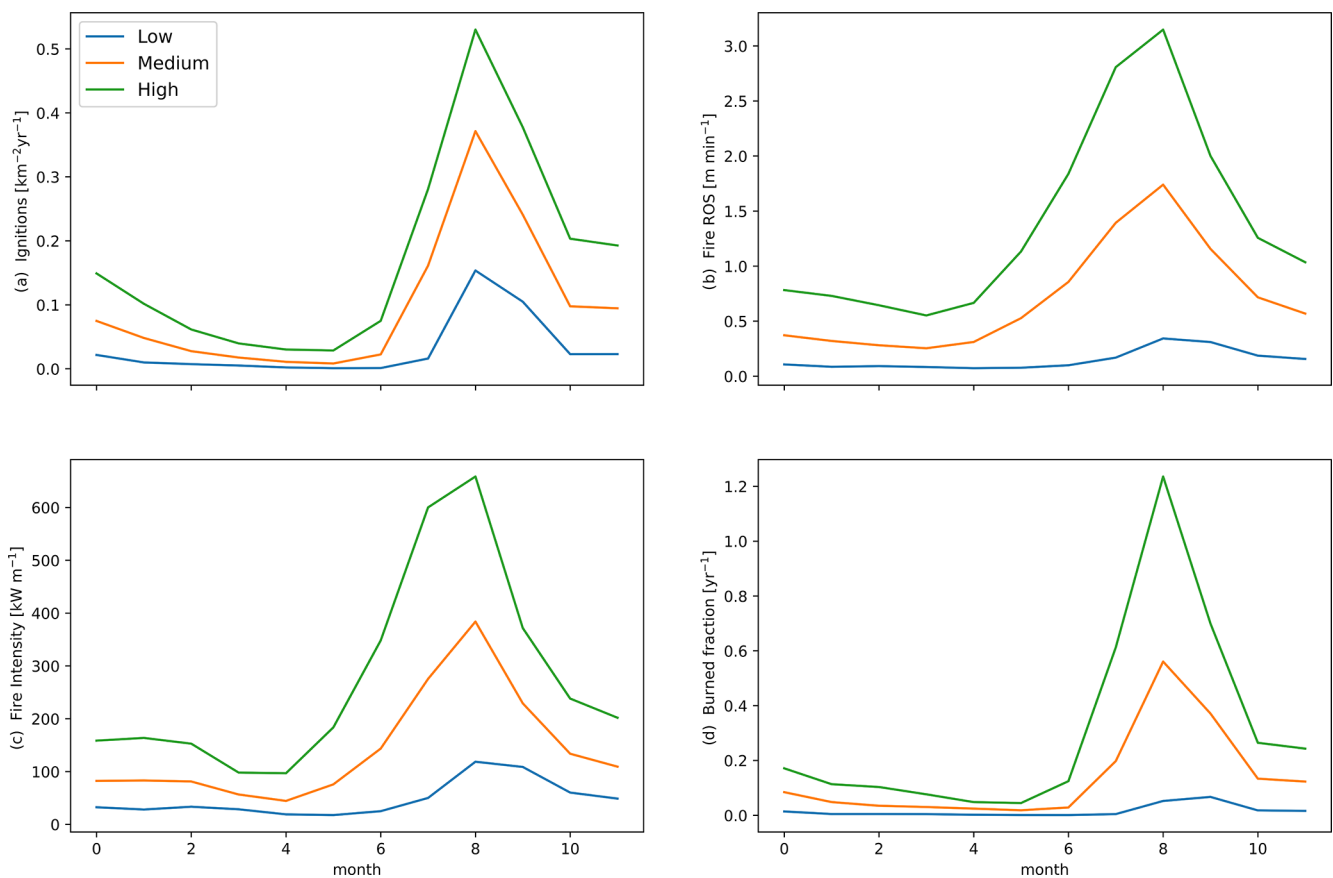 Low
Medium
High
(a) Ignitions [km⁻²yr⁻¹]
0.5
0.4
0.3
0.2
0.1
0.0
(b) Fire ROS [m min⁻¹]
3.0
2.5
2.0
1.5
1.0
0.5
0.0
(c) Fire Intensity [kW m⁻¹]
600
500
400
300
200
100
0
0 2 4 6 8 10
month
(d) Burned fraction [yr⁻¹]
1.2
1.0
0.8
0.6
0.4
0.2
0.0
0 2 4 6 8 10
month